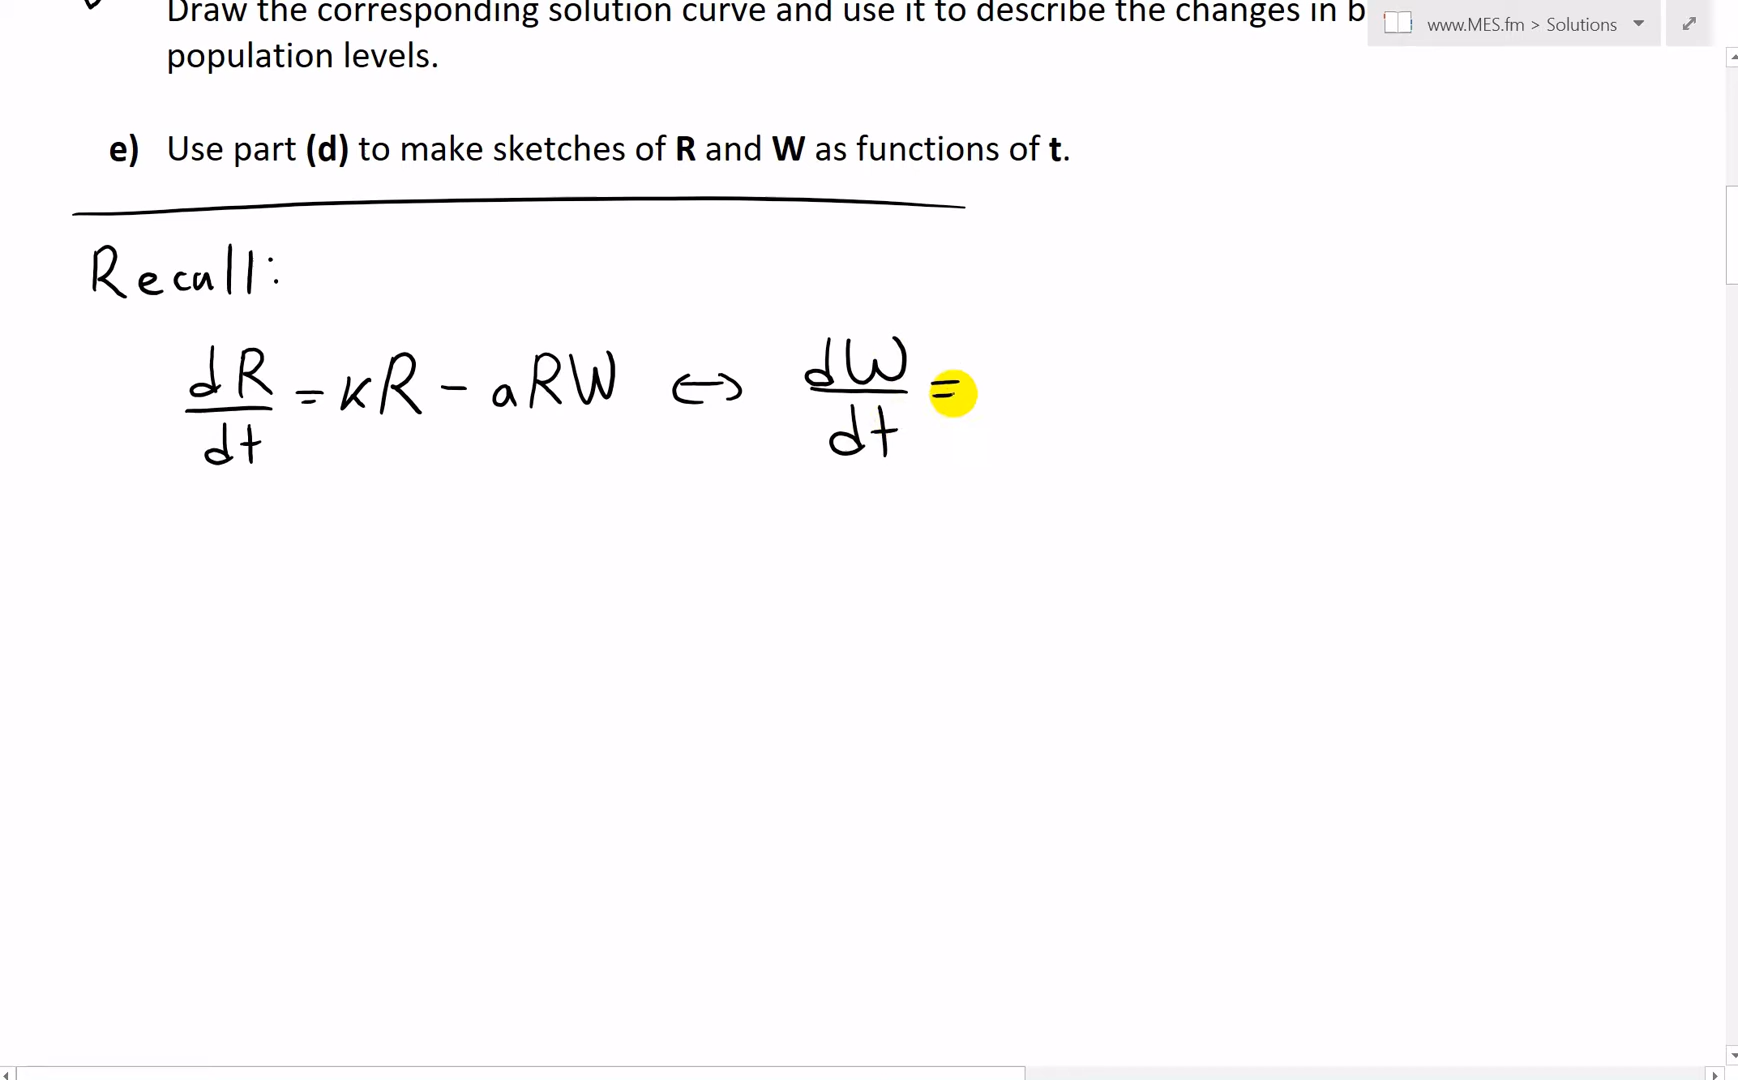 Draw the corresponding solution curve and use it to describe the changes in b
www.MES.fm > Solutions
population levels.
e) Use part (d) to make sketches of R and W as functions of t.
Recall:
dR/dt = kR - aRW ↔ dW/dt =